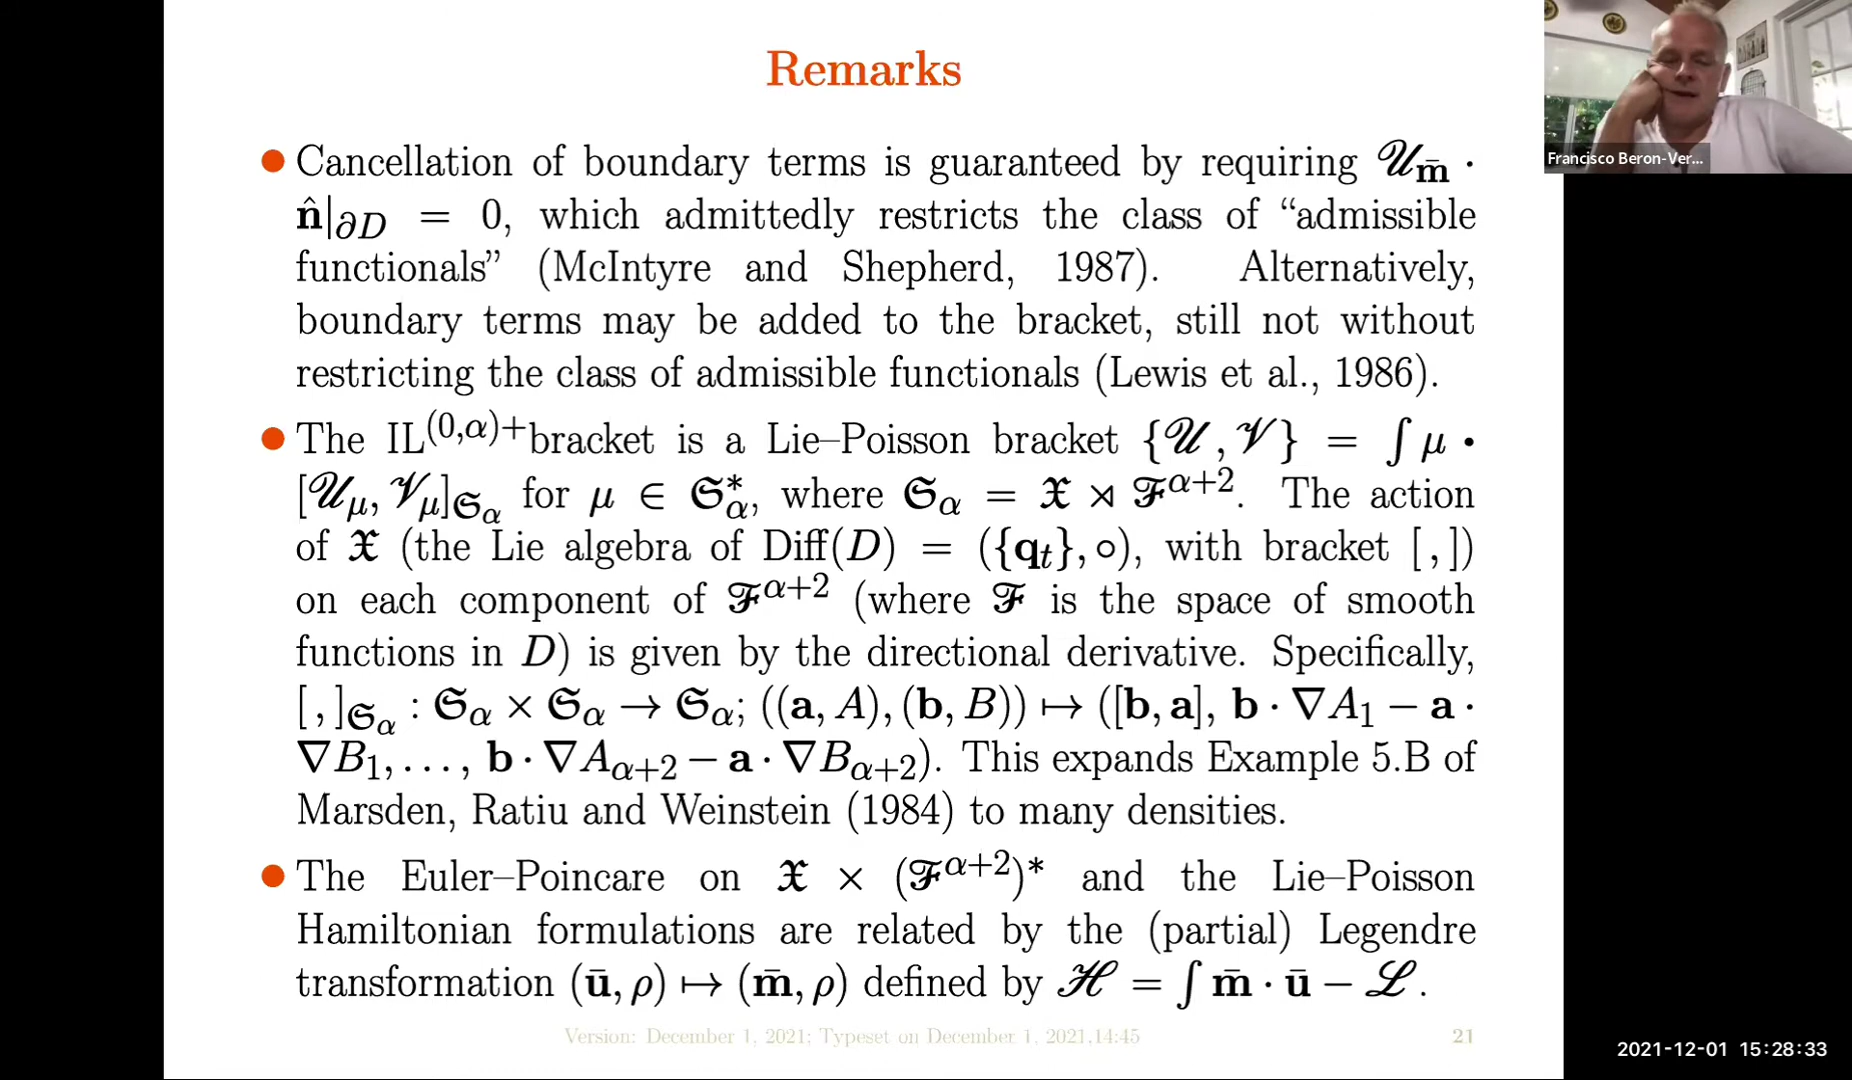 Remarks
Francisco Beron-Ver...
• Cancellation of boundary terms is guaranteed by requiring 𝒰_m̄ ·
n̂|∂D = 0, which admittedly restricts the class of “admissible
functionals” (McIntyre and Shepherd, 1987). Alternatively,
boundary terms may be added to the bracket, still not without
restricting the class of admissible functionals (Lewis et al., 1986).
• The IL^(0,α)+bracket is a Lie–Poisson bracket {𝒰, 𝒱} = ∫ μ •
[𝒰_μ, 𝒱_μ]_𝔖_α for μ ∈ 𝔖*_α, where 𝔖_α = 𝔛 ⋊ ℱ^α+2. The action
of 𝔛 (the Lie algebra of Diff(D) = ({q_t}, ∘), with bracket [ , ])
on each component of ℱ^α+2 (where ℱ is the space of smooth
functions in D) is given by the directional derivative. Specifically,
[ , ]_𝔖_α : 𝔖_α × 𝔖_α → 𝔖_α; ((a, A), (b, B)) ↦ ([b, a], b · ∇A₁ − a ·
∇B₁, . . . , b · ∇A_α+2 − a · ∇B_α+2). This expands Example 5.B of
Marsden, Ratiu and Weinstein (1984) to many densities.
• The Euler–Poincare on 𝔛 × (ℱ^α+2)* and the Lie–Poisson
Hamiltonian formulations are related by the (partial) Legendre
transformation (ū, ρ) ↦ (m̄, ρ) defined by ℋ = ∫ m̄ · ū − ℒ.
Version: December 1, 2021; Typeset on December 1, 2021,14:45
21
2021-12-01 15:28:33